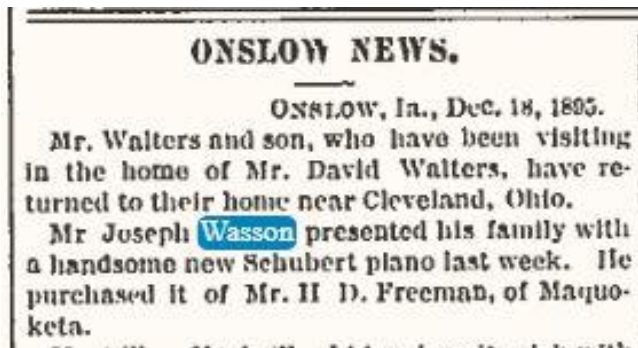 ONSLOW NEWS.
ONSLOW, Ia., Dec. 18, 1895.
Mr. Walters and son, who have been visiting
in the home of Mr. David Walters, have re-
turned to their home near Cleveland, Ohio.
Mr Joseph Wasson presented his family with
a handsome new Schubert piano last week. He
purchased it of Mr. H D. Freeman, of Maquo-
keta.